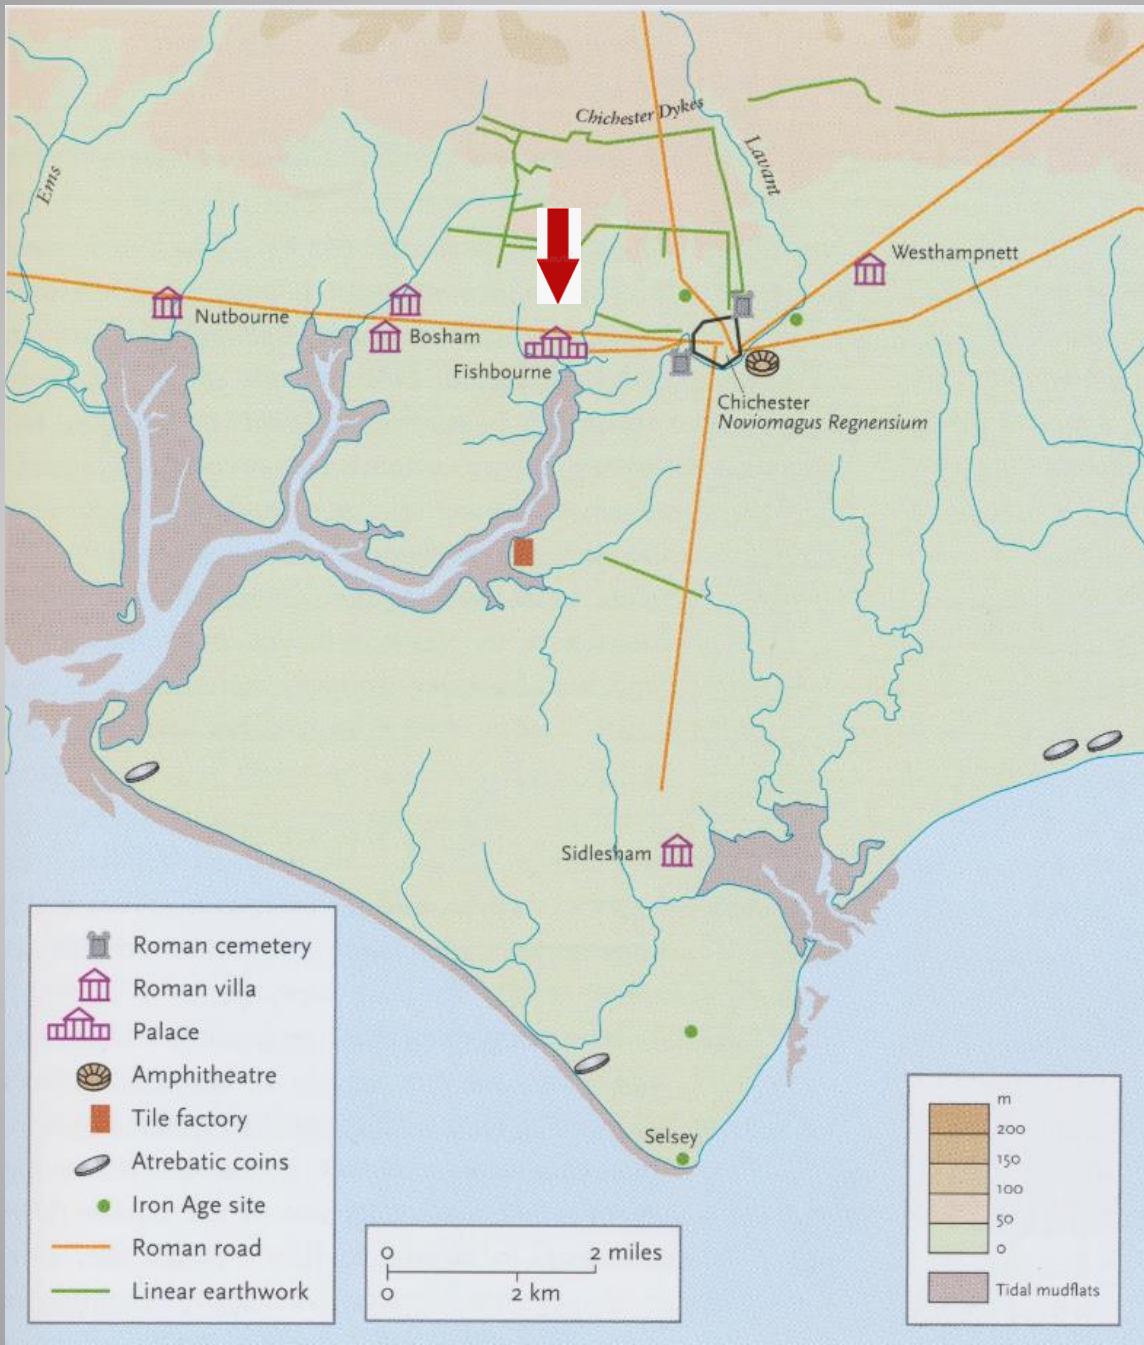 Chichester Dykes
Lavant
Ems
Westhampnett
Nutbourne
Bosham
Fishbourne
Chichester
Noviomagus Regnensium
Sidlesham
Selsey
Roman cemetery
Roman villa
Palace
Amphitheatre
Tile factory
Atrebatic coins
Iron Age site
Roman road
Linear earthwork
0 2 miles
0 2 km
m
200
150
100
50
0
Tidal mudflats